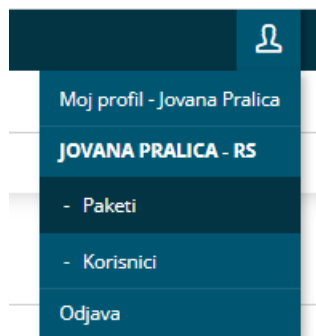 Moj profil - Jovana Pralica
JOVANA PRALICA - RS
- Paketi
- Korisnici
Odjava